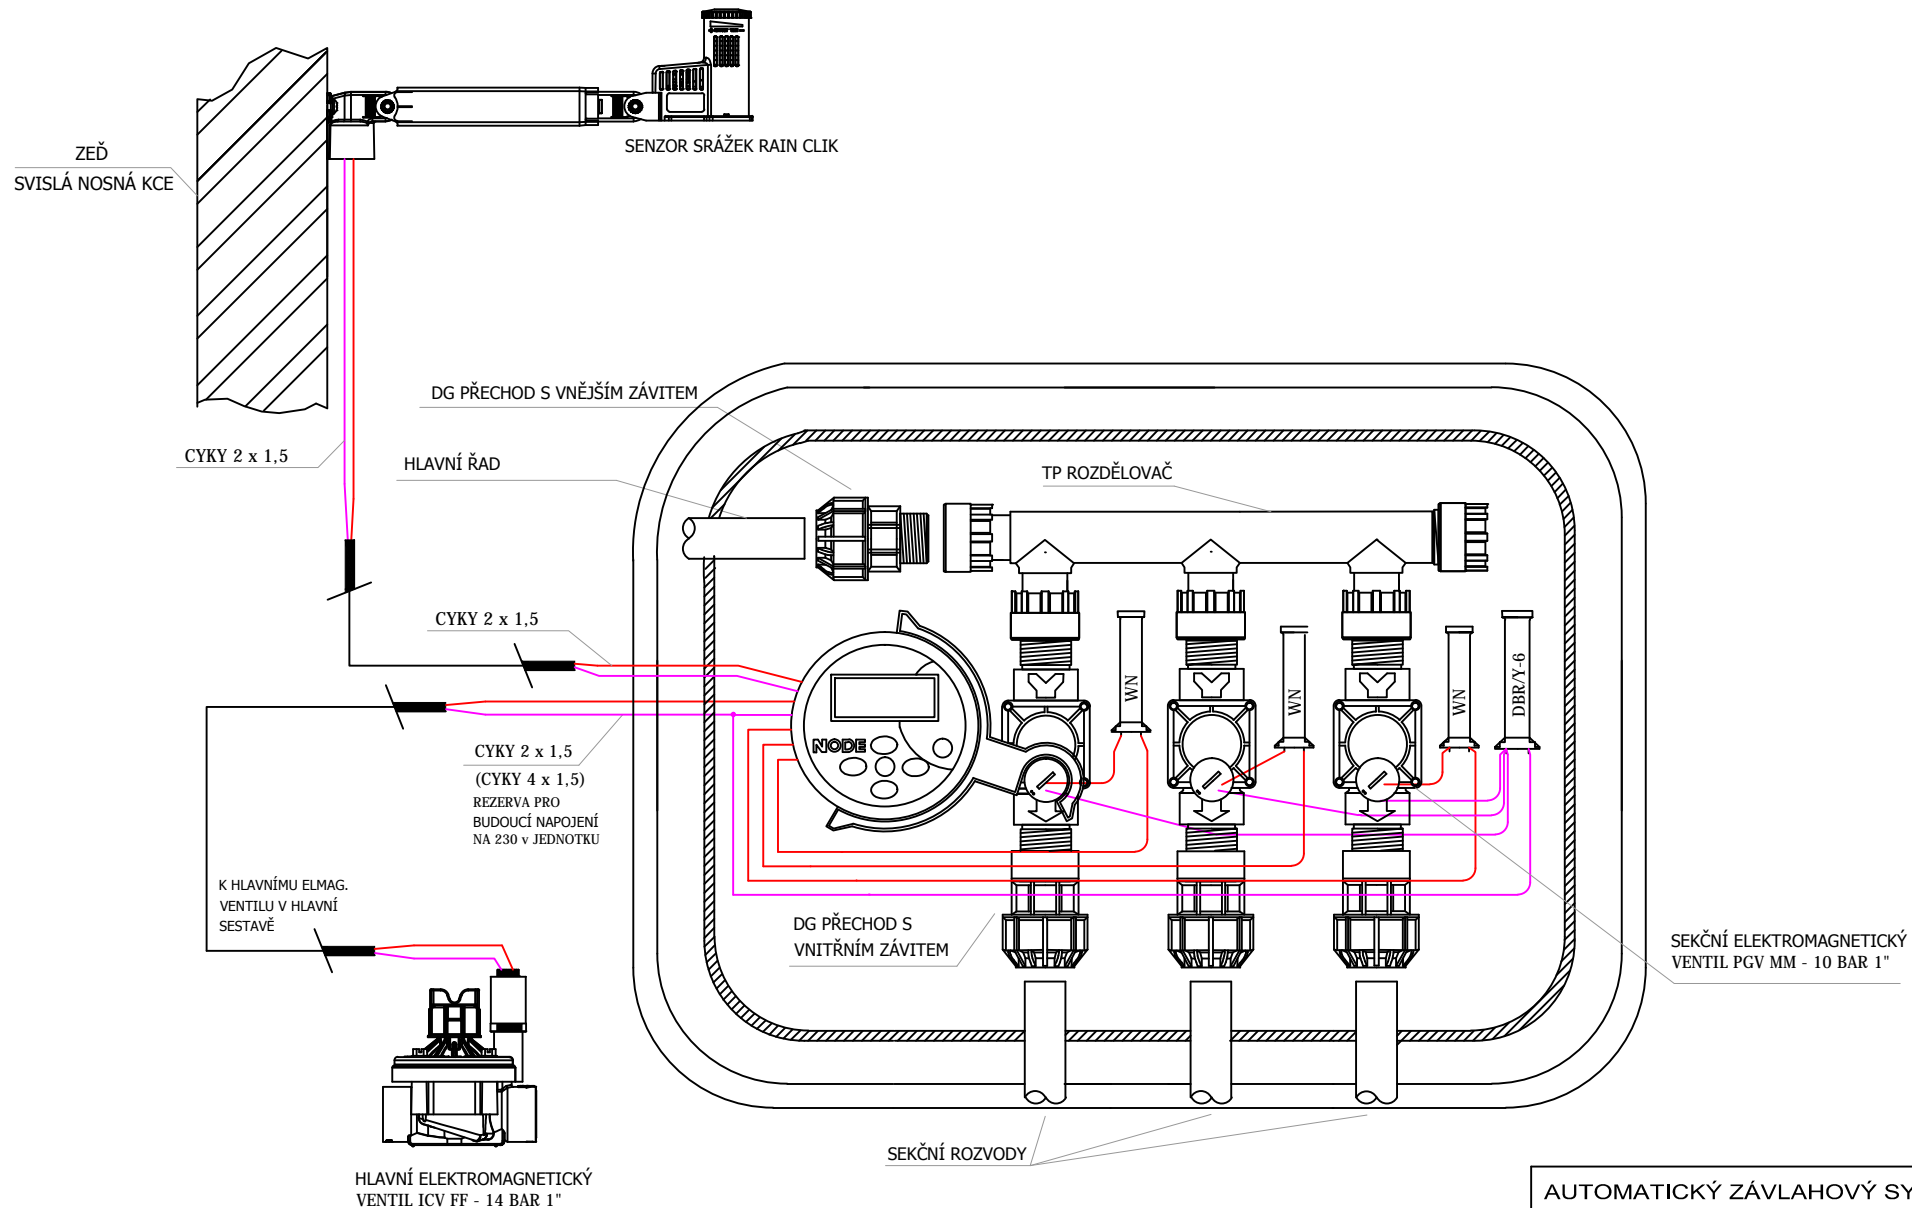 SENZOR SRÁŽEK RAIN CLIK
ZEĎ
SVISLÁ NOSNÁ KCE
DG PŘECHOD S VNĚJŠÍM ZÁVITEM
CYKY 2 x 1,5
HLAVNÍ ŘAD
TP ROZDĚLOVAČ
CYKY 2 x 1,5
WN
WN
WN
DBR/Y-6
NODE
CYKY 2 x 1,5
(CYKY 4 x 1,5)
REZERVA PRO
BUDOUCÍ NAPOJENÍ
NA 230 v JEDNOTKU
K HLAVNÍMU ELMAG.
VENTILU V HLAVNÍ
SESTAVĚ
DG PŘECHOD S
VNITŘNÍM ZÁVITEM
SEKČNÍ ELEKTROMAGNETICKÝ
VENTIL PGV MM - 10 BAR 1"
SEKČNÍ ROZVODY
HLAVNÍ ELEKTROMAGNETICKÝ
VENTIL ICV FF - 14 BAR 1"
AUTOMATICKÝ ZÁVLAHOVÝ SY